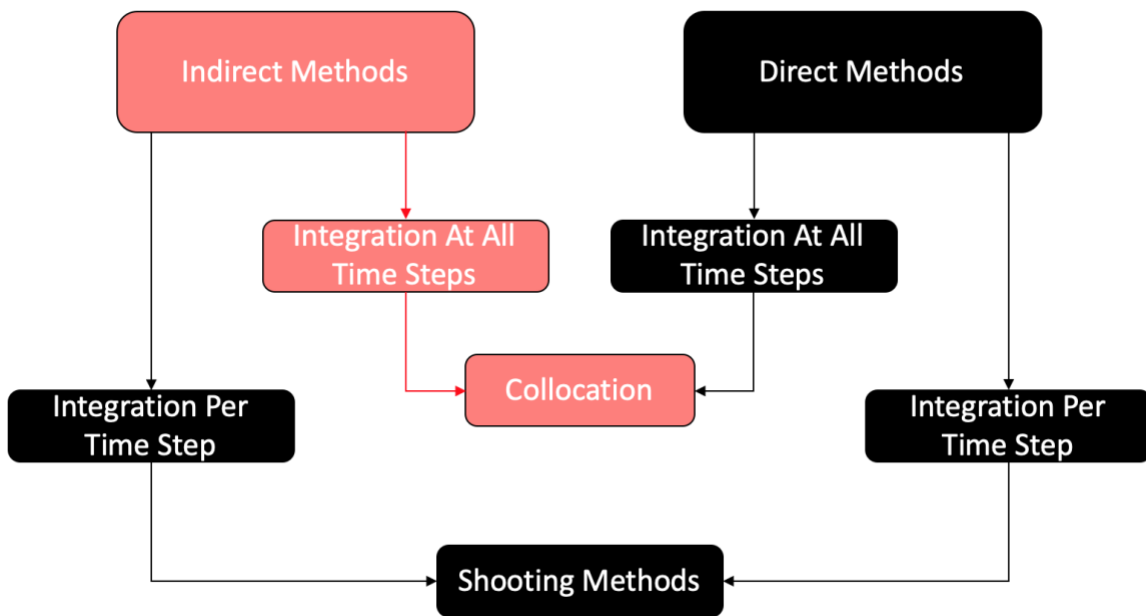 Indirect Methods
Direct Methods
Integration At All
Time Steps
Integration At All
Time Steps
Collocation
Integration Per
Time Step
Integration Per
Time Step
Shooting Methods